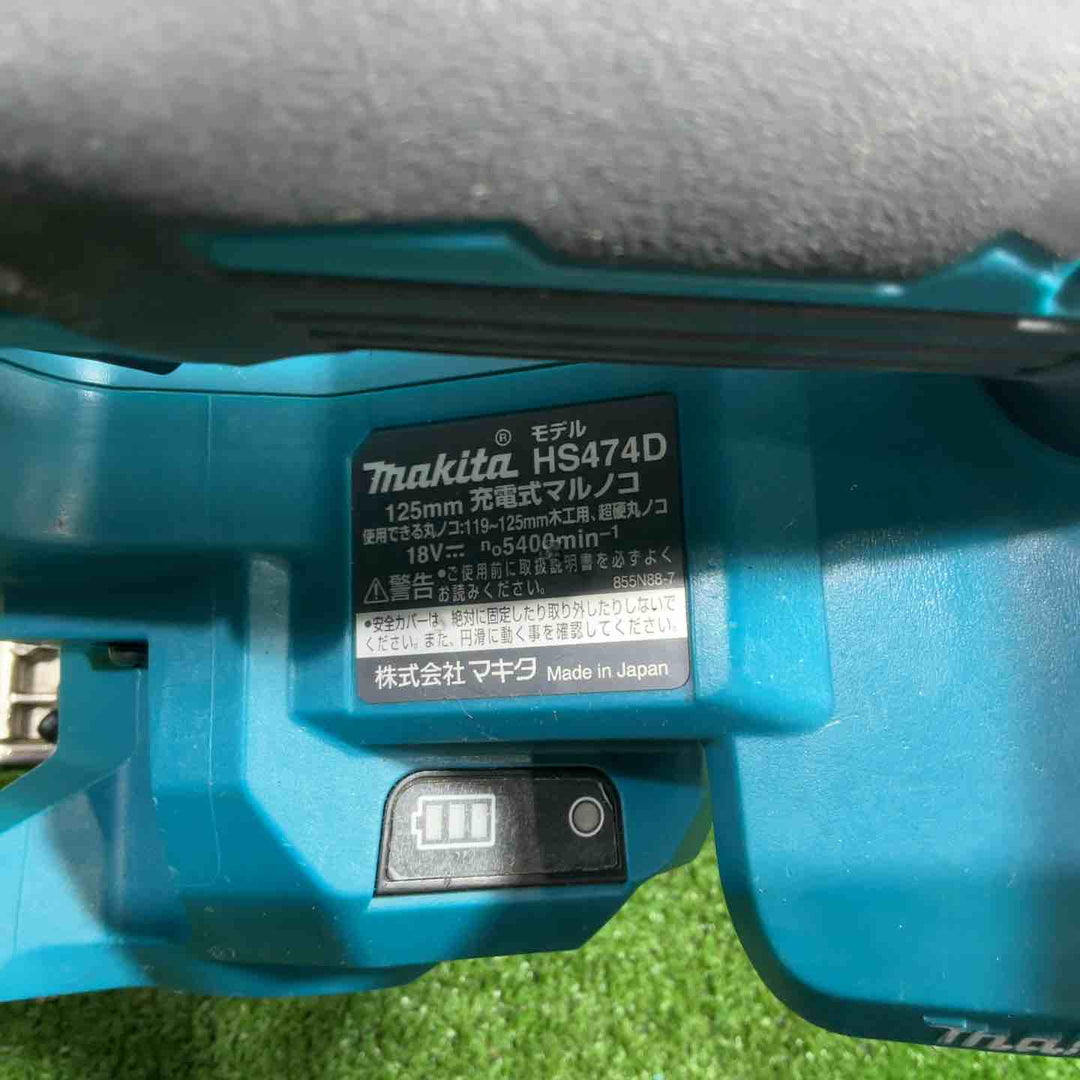 makita® モデル HS474D
125mm 充電式マルノコ
使用できる丸ノコ:119~125mm木工用、超硬丸ノコ
18V⎓ n₀5400min⁻¹
⚠警告 •ご使用前に取扱説明書を必ずよく
お読みください。 855N88-7
•安全カバーは、絶対に固定したり取り外したりしないで
ください。また、円滑に動く事を確認してください。
株式会社 マキタ Made in Japan